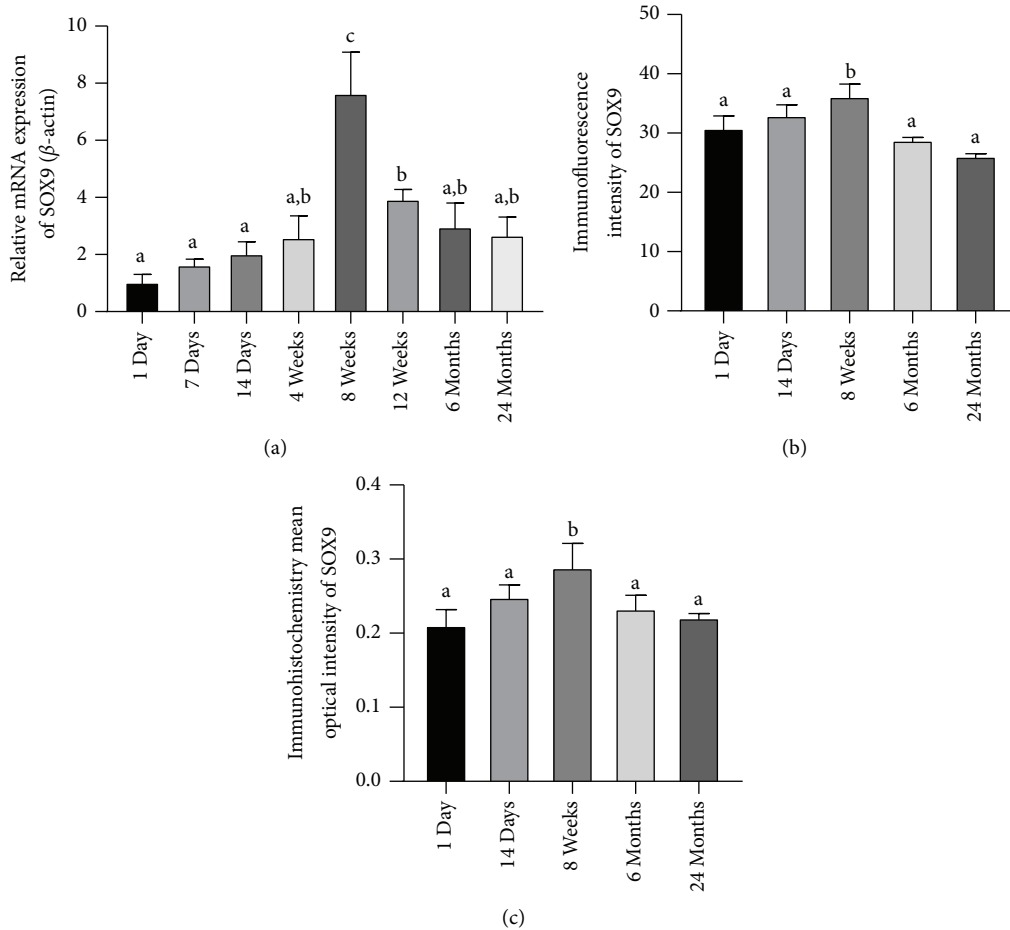 Relative mRNA expression
of SOX9 (β-actin)
10
8
6
4
2
0
a
a
a
a,b
c
b
a,b
a,b
1 Day
7 Days
14 Days
4 Weeks
8 Weeks
12 Weeks
6 Months
24 Months
(a)
Immunofluorescence
intensity of SOX9
50
40
30
20
10
0
a
a
b
a
a
1 Day
14 Days
8 Weeks
6 Months
24 Months
(b)
Immunohistochemistry mean
optical intensity of SOX9
0.4
0.3
0.2
0.1
0.0
a
a
b
a
a
1 Day
14 Days
8 Weeks
6 Months
24 Months
(c)